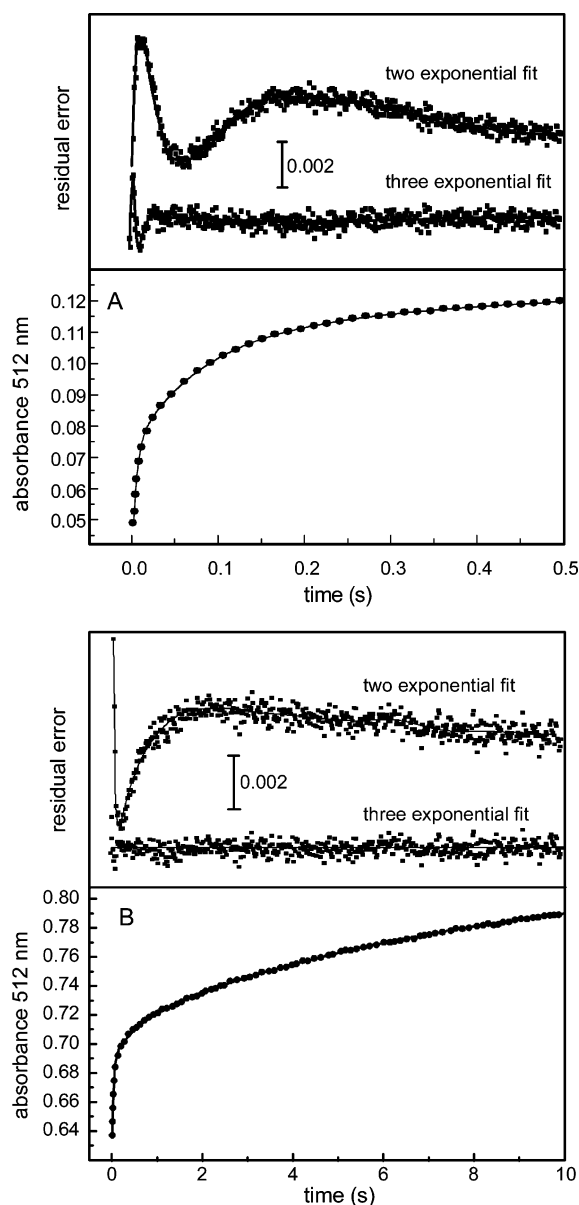 residual error
two exponential fit
0.002
three exponential fit
A
absorbance 512 nm
0.12
0.11
0.10
0.09
0.08
0.07
0.06
0.05
0.0 0.1 0.2 0.3 0.4 0.5
time (s)
residual error
two exponential fit
0.002
three exponential fit
B
absorbance 512 nm
0.80
0.78
0.76
0.74
0.72
0.70
0.68
0.66
0.64
0 2 4 6 8 10
time (s)